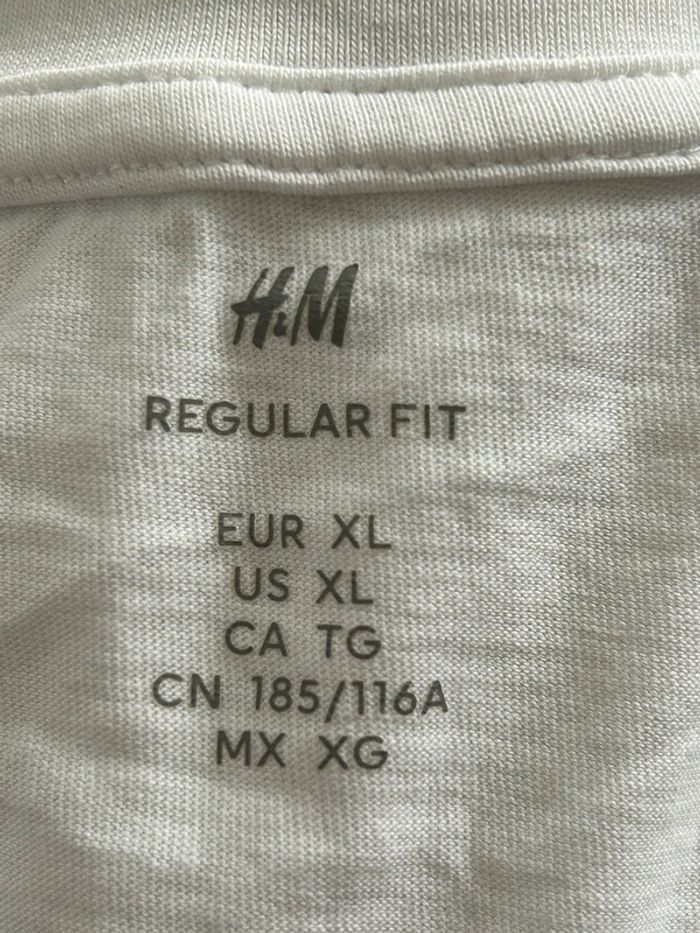 H&M
REGULAR FIT
EUR XL
US XL
CA TG
CN 185/116A
MX XG